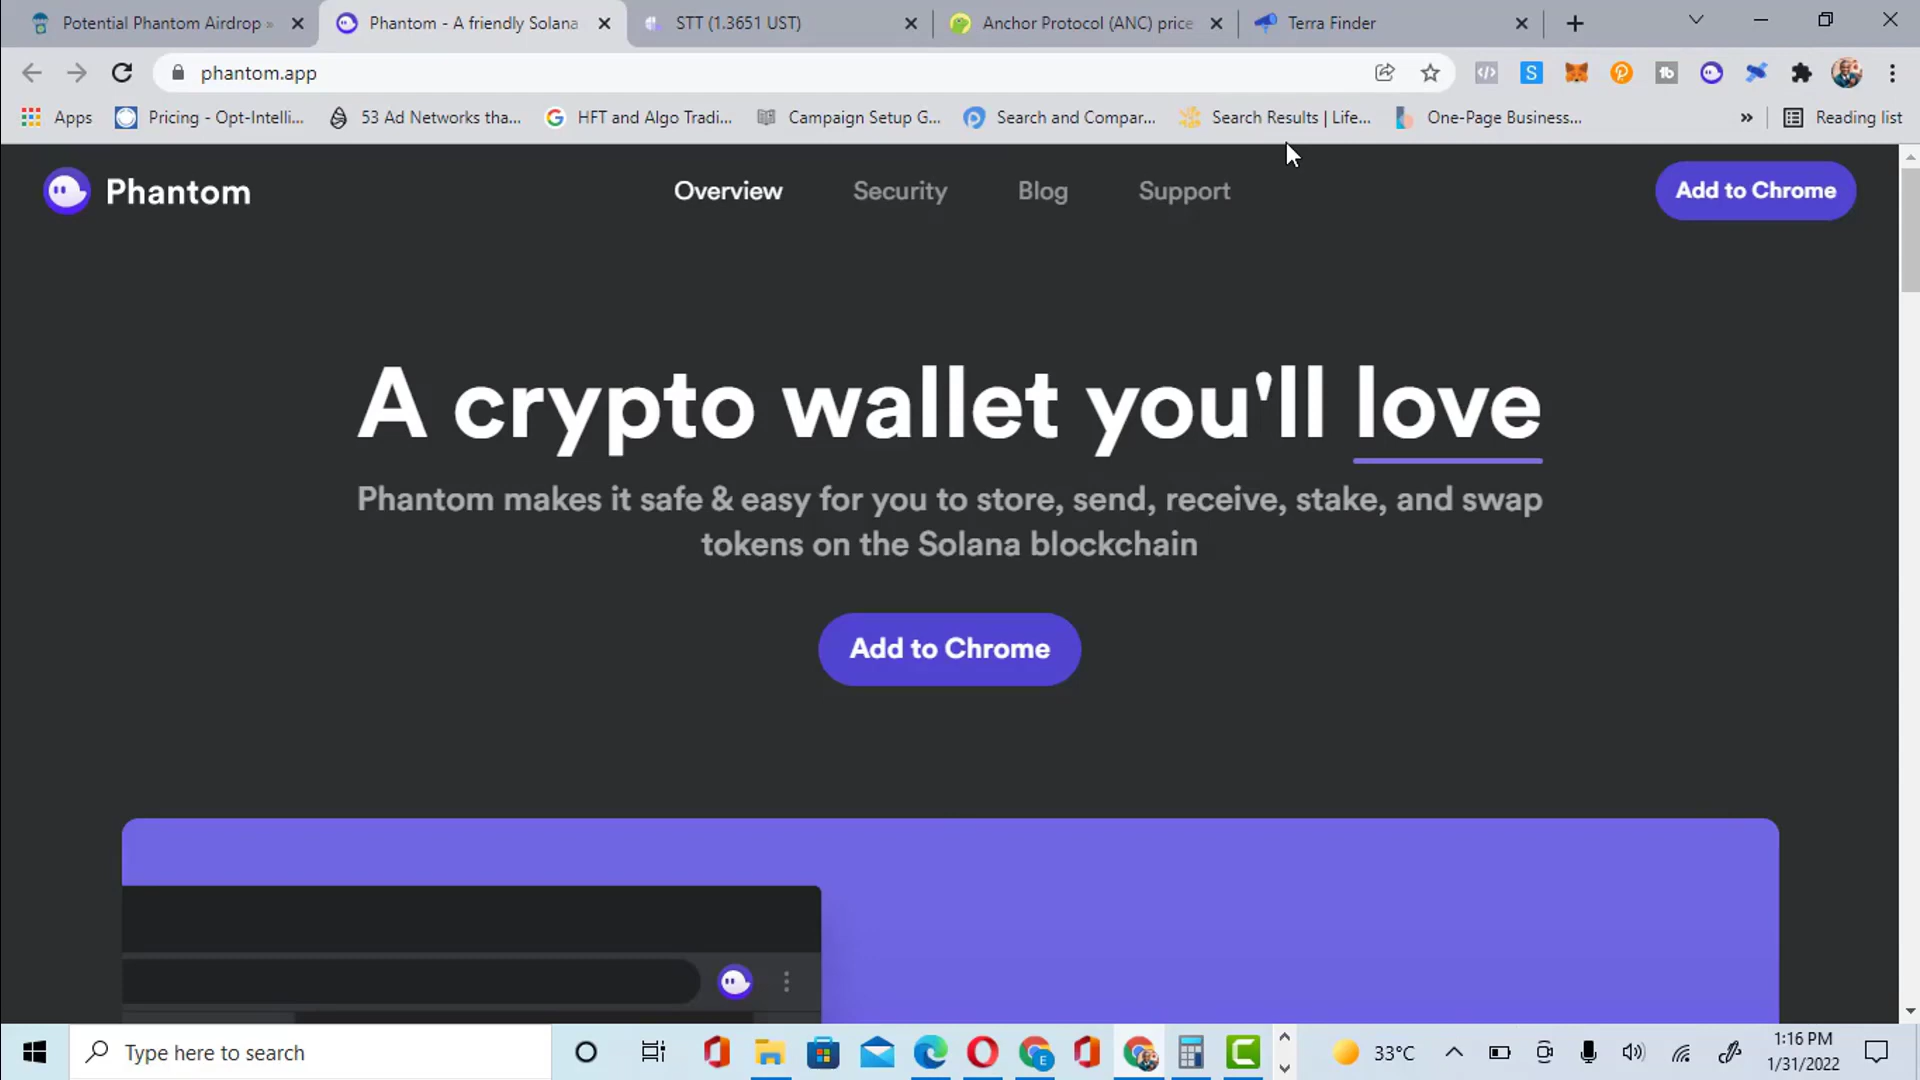 Potential Phantom Airdrop »
Phantom - A friendly Solana
STT (1.3651 UST)
Anchor Protocol (ANC) price
Terra Finder
phantom.app
Apps
Pricing - Opt-Intelli...
53 Ad Networks tha...
HFT and Algo Tradi...
Campaign Setup G...
Search and Compar...
Search Results | Life...
One-Page Business...
»
Reading list
Phantom
Overview
Security
Blog
Support
Add to Chrome
A crypto wallet you'll love
Phantom makes it safe & easy for you to store, send, receive, stake, and swap
tokens on the Solana blockchain
Add to Chrome
Type here to search
33°C
1:16 PM
1/31/2022